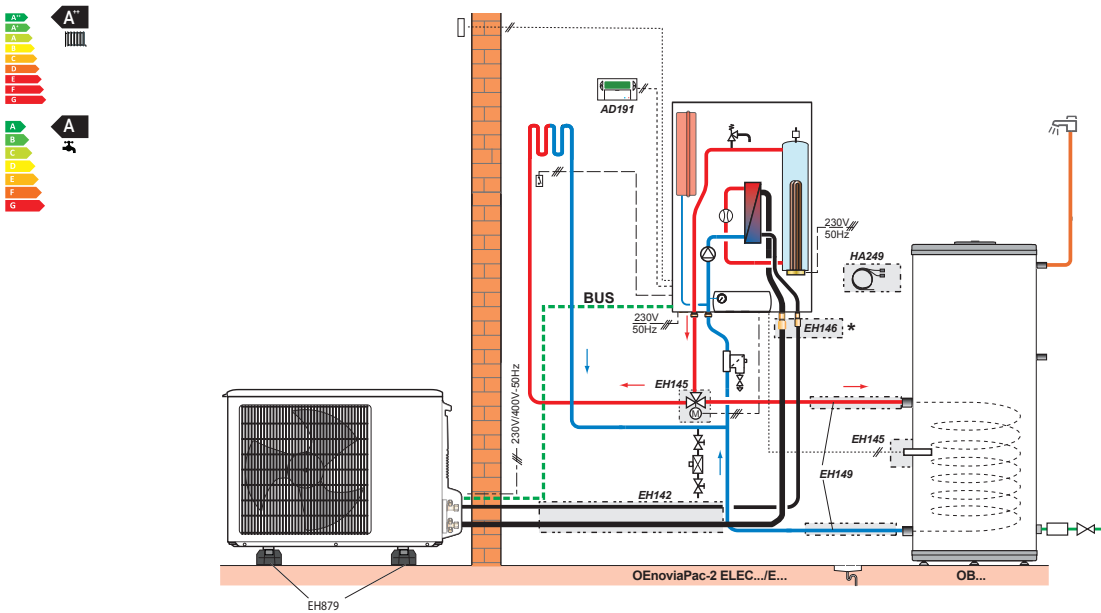 A++
A+
A
B
C
D
E
F
G
A++
A
B
C
D
E
F
G
A
AD191
230V
50Hz
HA249
BUS
230V
50Hz
EH146 *
230V/400V-50Hz
EH145
M
EH145
EH149
EH142
OEnoviaPac-2 ELEC.../E...
OB...
EH879